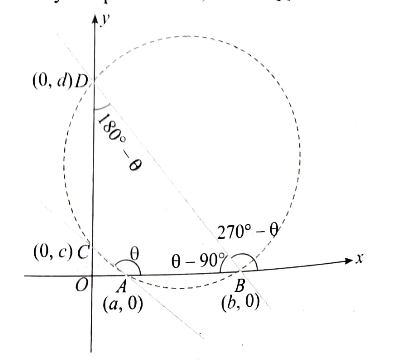 y
(0, d) D
180° – θ
270° – θ
(0, c) C
θ
θ – 90°
x
O
A
B
(a, 0)
(b, 0)